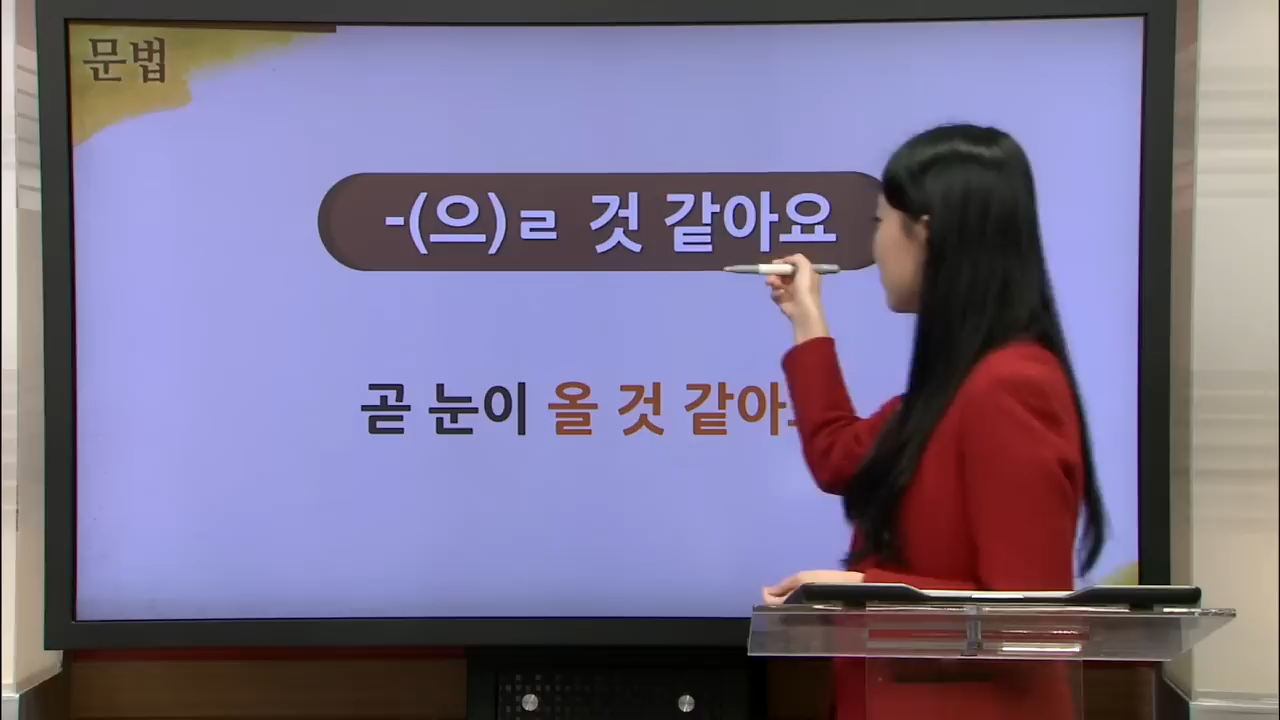 문법
-(으)ㄹ 것 같아요
곧 눈이 올 것 같아